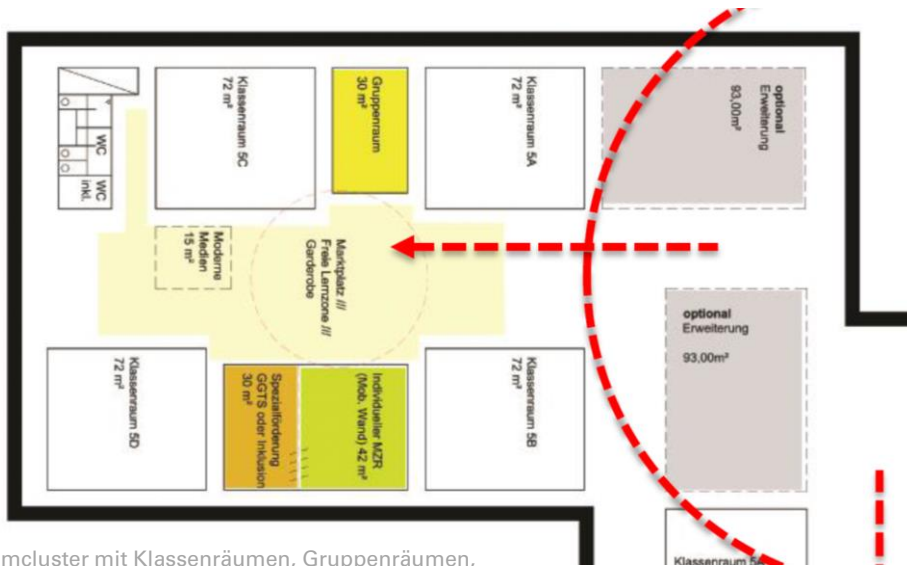 WC
WC
inkl.
Klassenraum 5C
72 m²
Gruppenraum
30 m²
Klassenraum 5A
72 m²
optional
Erweiterung
93,00m²
Moderne
Medien
15 m²
Marktplatz ///
Freie Lernzone ///
Garderobe
optional
Erweiterung
93,00m²
Klassenraum 5D
72 m²
Spezialförderung
GGTS oder Inklusion
30 m²
Individueller MZR
(Mob. Wand) 42 m²
Klassenraum 5B
72 m²
Klassenraum
mcluster mit Klassenräumen, Gruppenräumen,